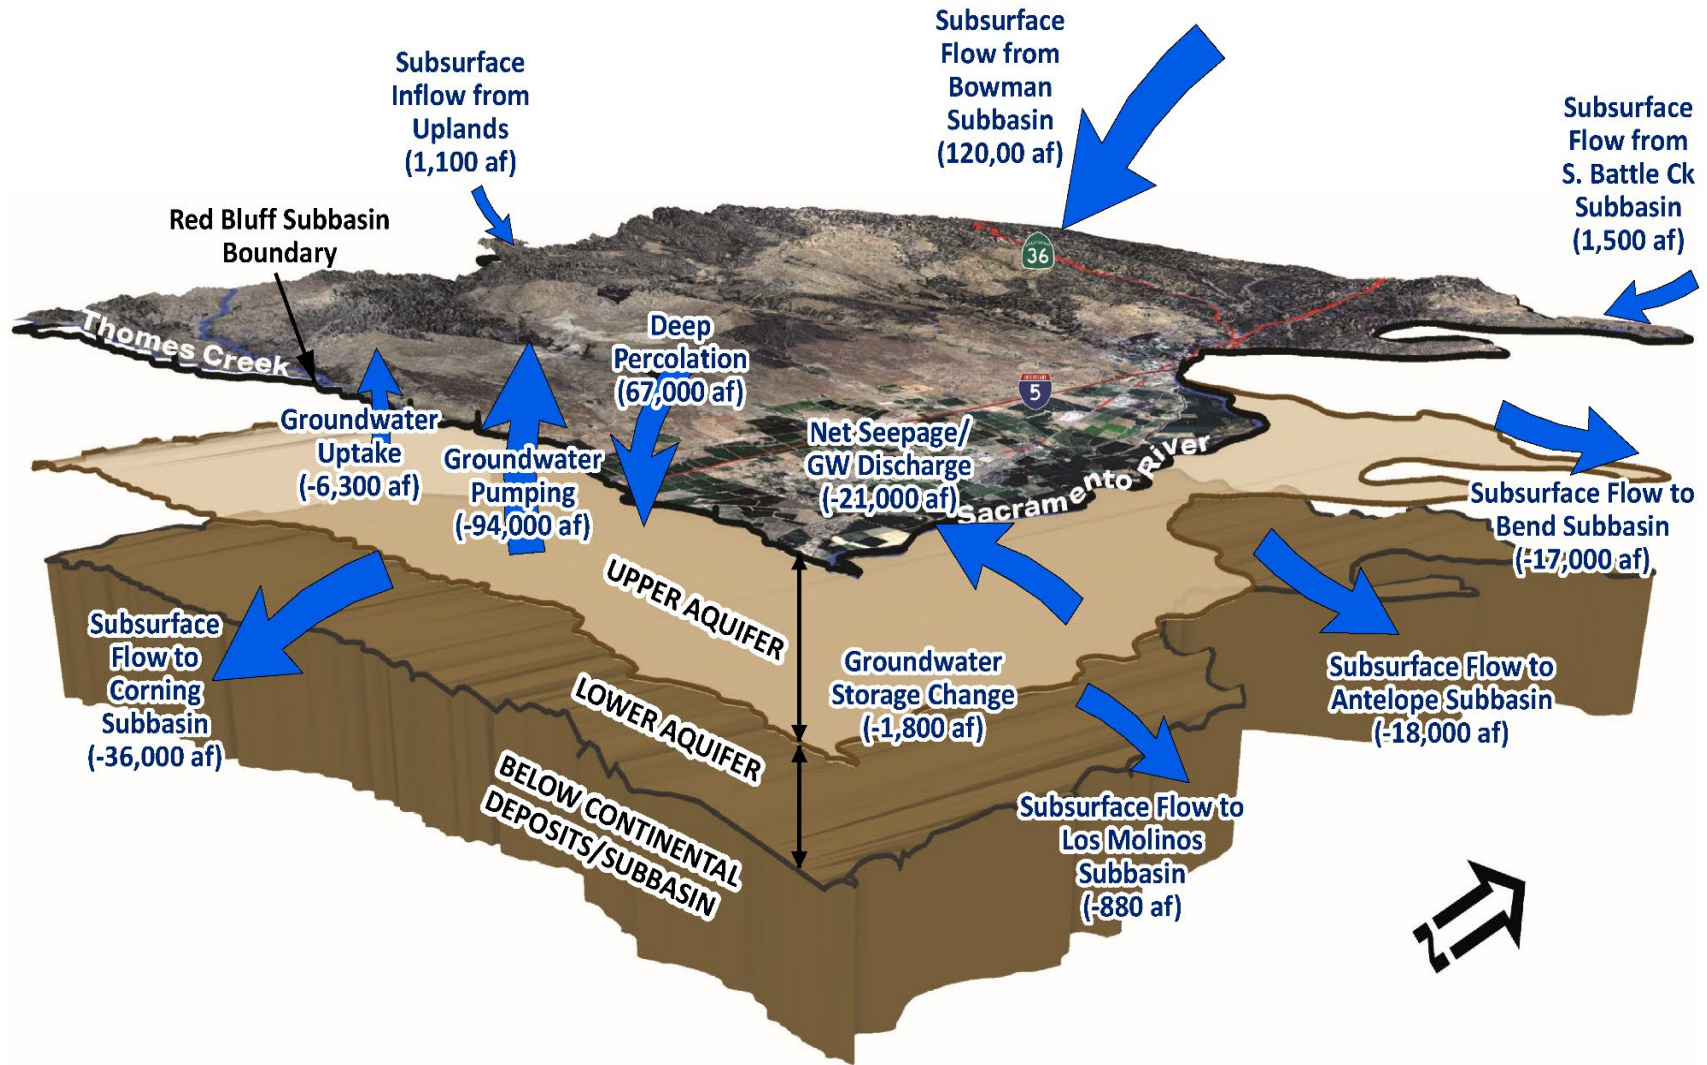 Subsurface
Flow from
Bowman
Subbasin
(120,00 af)
Subsurface
Inflow from
Uplands
(1,100 af)
Subsurface
Flow from
S. Battle Ck
Subbasin
(1,500 af)
Red Bluff Subbasin
Boundary
36
Thomes Creek
Deep
Percolation
(67,000 af)
INTERSTATE
5
Groundwater
Uptake
(-6,300 af)
Groundwater
Pumping
(-94,000 af)
Net Seepage/
GW Discharge
(-21,000 af)
Sacramento River
Subsurface Flow to
Bend Subbasin
(-17,000 af)
UPPER AQUIFER
Subsurface
Flow to
Corning
Subbasin
(-36,000 af)
Groundwater
Storage Change
(-1,800 af)
Subsurface Flow to
Antelope Subbasin
(-18,000 af)
LOWER AQUIFER
BELOW CONTINENTAL
DEPOSITS/SUBBASIN
Subsurface Flow to
Los Molinos
Subbasin
(-880 af)
N